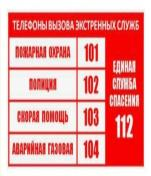 ТЕЛЕФОНЫ ВЫЗОВА ЭКСТРЕННЫХ СЛУЖБ
ПОЖАРНАЯ ОХРАНА 101
ПОЛИЦИЯ 102
СКОРАЯ ПОМОЩЬ 103
АВАРИЙНАЯ ГАЗОВАЯ 104
ЕДИНАЯ
СЛУЖБА
СПАСЕНИЯ
112